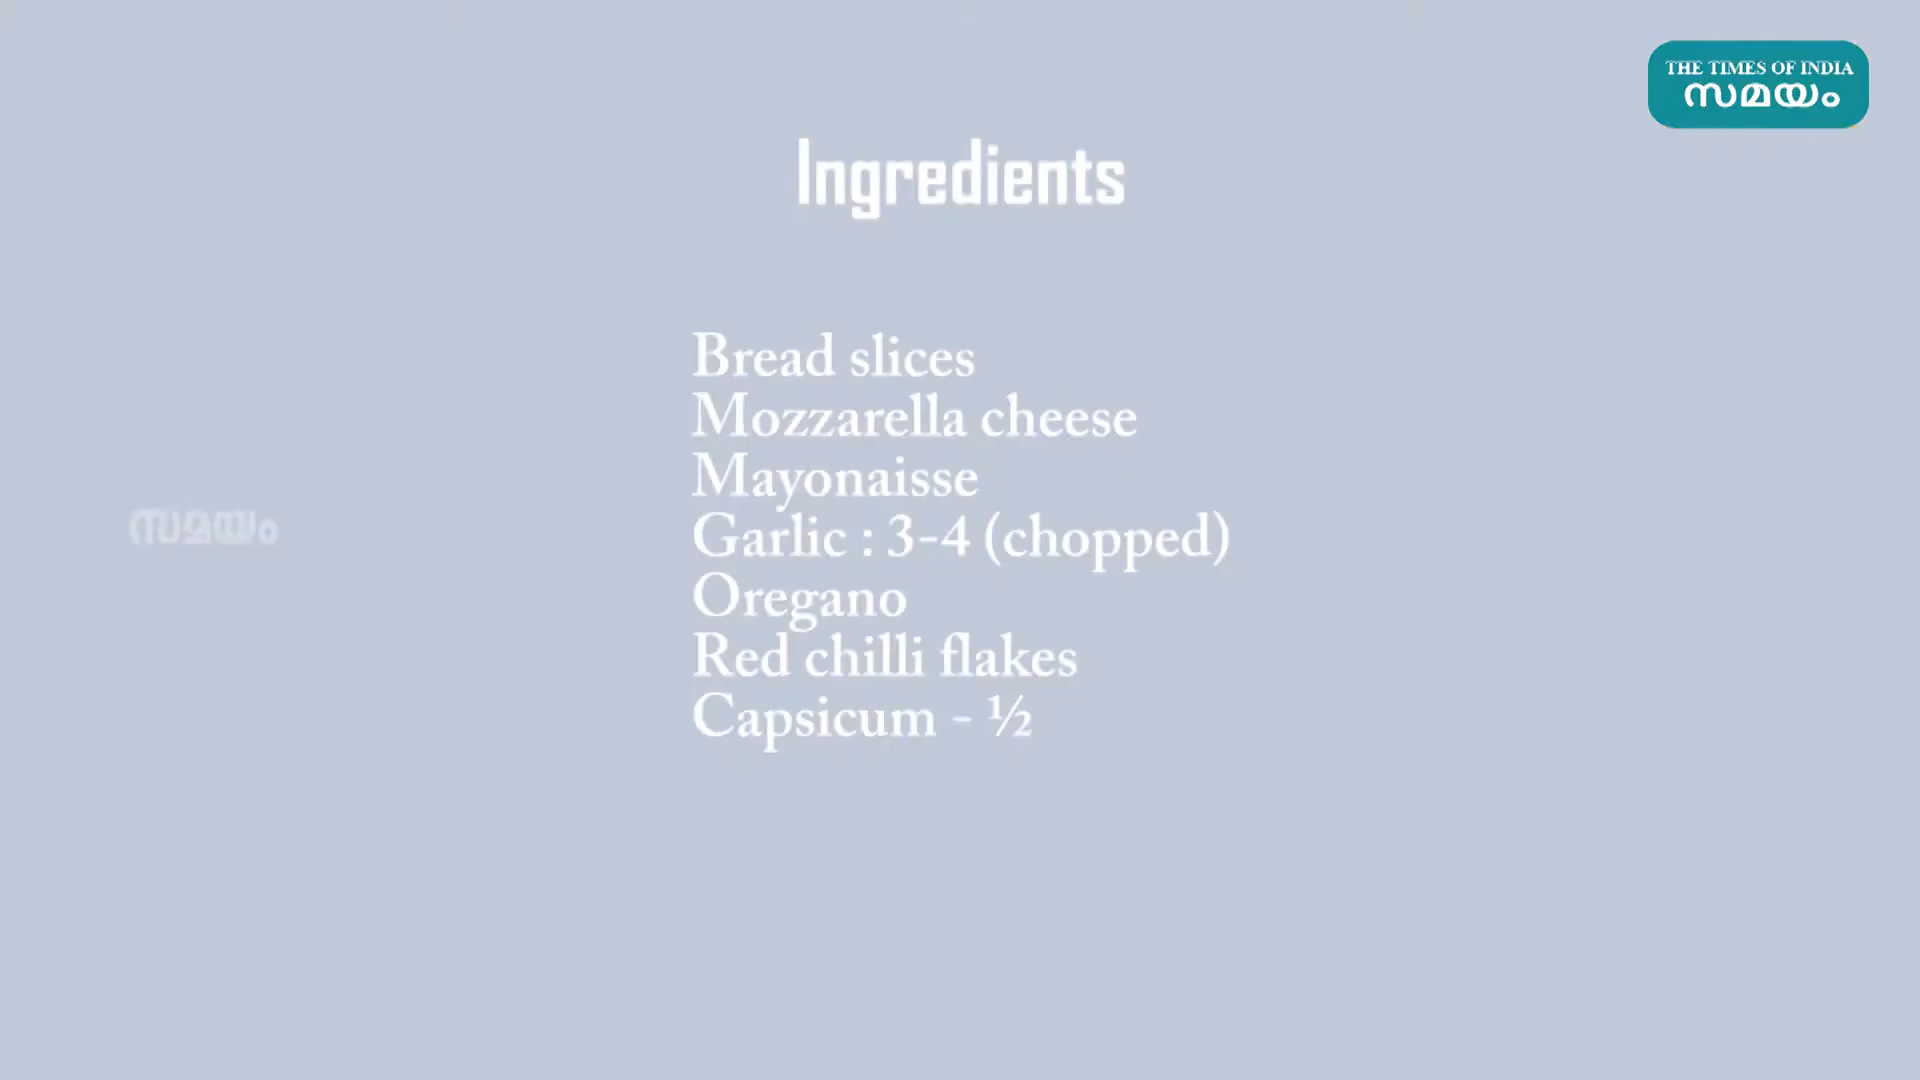 THE TIMES OF INDIA
സമയം
Ingredients
Bread slices
Mozzarella cheese
Mayonaisse
Garlic : 3-4 (chopped)
സമയം
Oregano
Red chilli flakes
Capsicum - ½